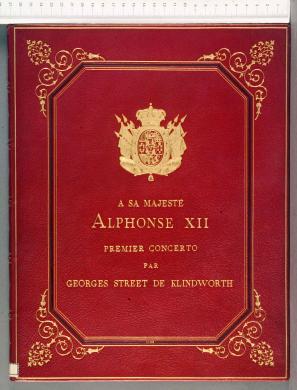 A SA MAJESTÉ
ALPHONSE XII
PREMIER CONCERTO
PAR
GEORGES STREET DE KLINDWORTH